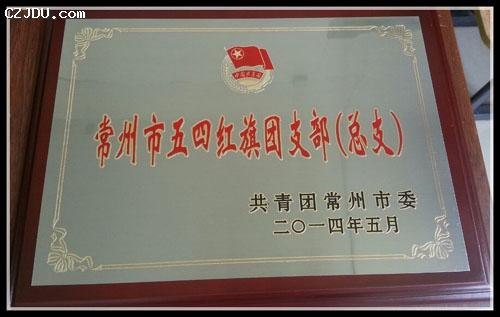 CZJDU.com
常州市五四红旗团支部(总支)
共青团常州市委
二〇一四年五月